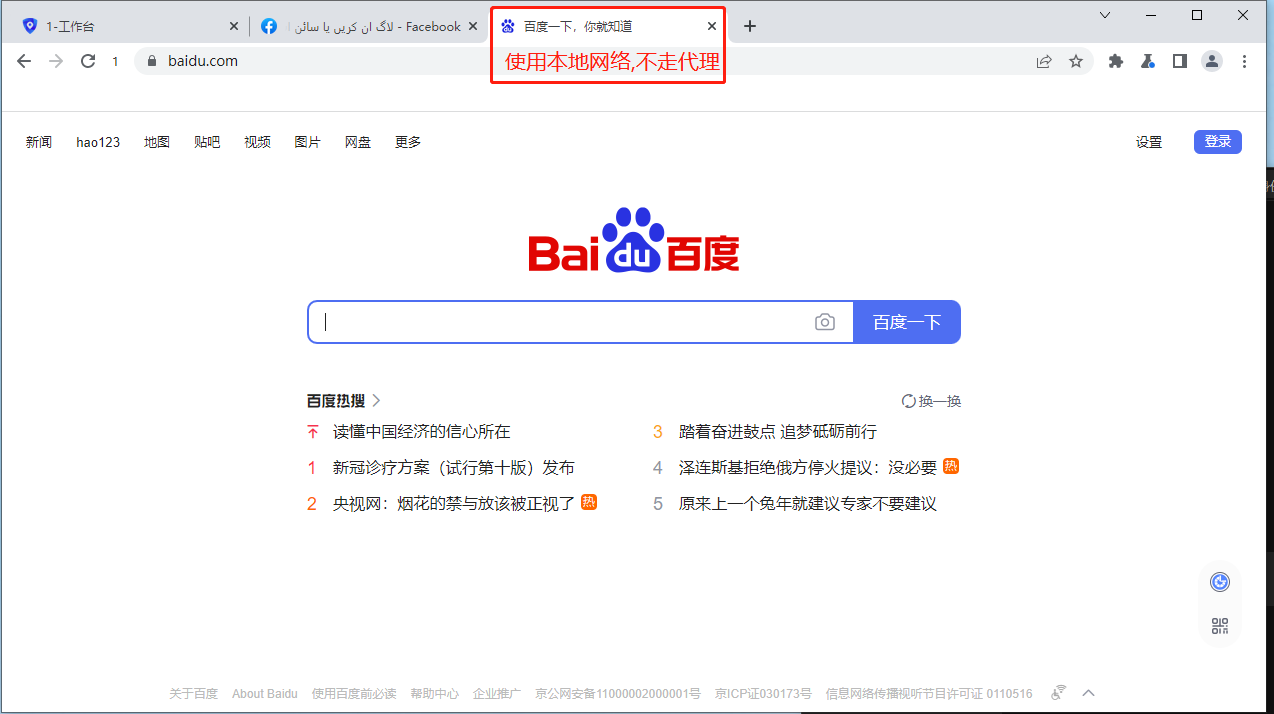 1-工作台
Facebook - لاگ ان کریں یا سائن ا
百度一下，你就知道
1
baidu.com
使用本地网络,不走代理
新闻 hao123 地图 贴吧 视频 图片 网盘 更多 设置 登录
Bai du 百度
百度一下
百度热搜 换一换
读懂中国经济的信心所在
3 踏着奋进鼓点 追梦砥砺前行
1 新冠诊疗方案（试行第十版）发布
4 泽连斯基拒绝俄方停火提议：没必要 热
2 央视网：烟花的禁与放该被正视了 热
5 原来上一个兔年就建议专家不要建议
关于百度 About Baidu 使用百度前必读 帮助中心 企业推广 京公网安备11000002000001号 京ICP证030173号 信息网络传播视听节目许可证 0110516